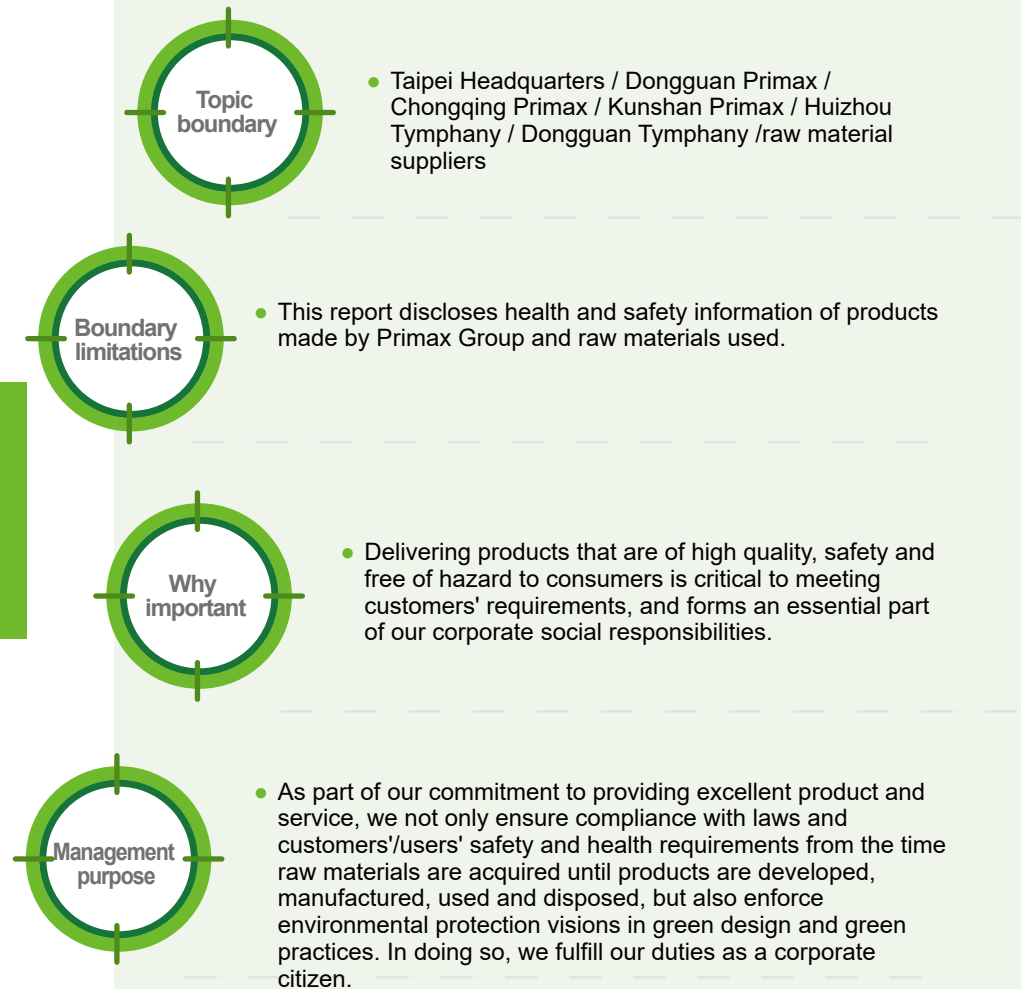 Topic
boundary
● Taipei Headquarters / Dongguan Primax /
Chongqing Primax / Kunshan Primax / Huizhou
Tymphany / Dongguan Tymphany /raw material
suppliers
Boundary
limitations
● This report discloses health and safety information of products
made by Primax Group and raw materials used.
Why
important
● Delivering products that are of high quality, safety and
free of hazard to consumers is critical to meeting
customers' requirements, and forms an essential part
of our corporate social responsibilities.
Management
purpose
● As part of our commitment to providing excellent product and
service, we not only ensure compliance with laws and
customers'/users' safety and health requirements from the time
raw materials are acquired until products are developed,
manufactured, used and disposed, but also enforce
environmental protection visions in green design and green
practices. In doing so, we fulfill our duties as a corporate
citizen.